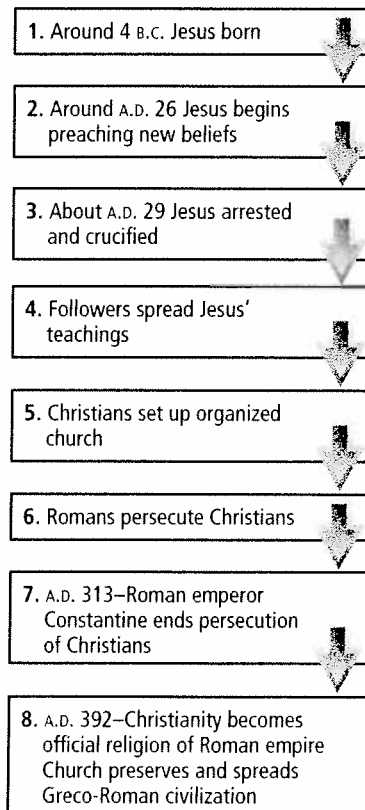 1. Around 4 B.C. Jesus born
2. Around A.D. 26 Jesus begins
preaching new beliefs
3. About A.D. 29 Jesus arrested
and crucified
4. Followers spread Jesus'
teachings
5. Christians set up organized
church
6. Romans persecute Christians
7. A.D. 313–Roman emperor
Constantine ends persecution
of Christians
8. A.D. 392–Christianity becomes
official religion of Roman empire
Church preserves and spreads
Greco-Roman civilization